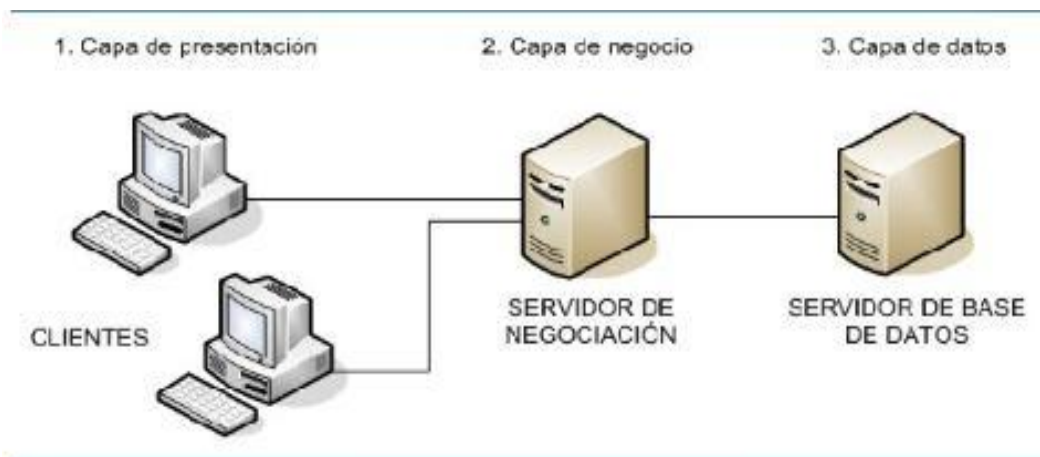 1. Capa de presentación
2. Capa de negocio
3. Capa de datos
CLIENTES
SERVIDOR DE
NEGOCIACIÓN
SERVIDOR DE BASE
DE DATOS